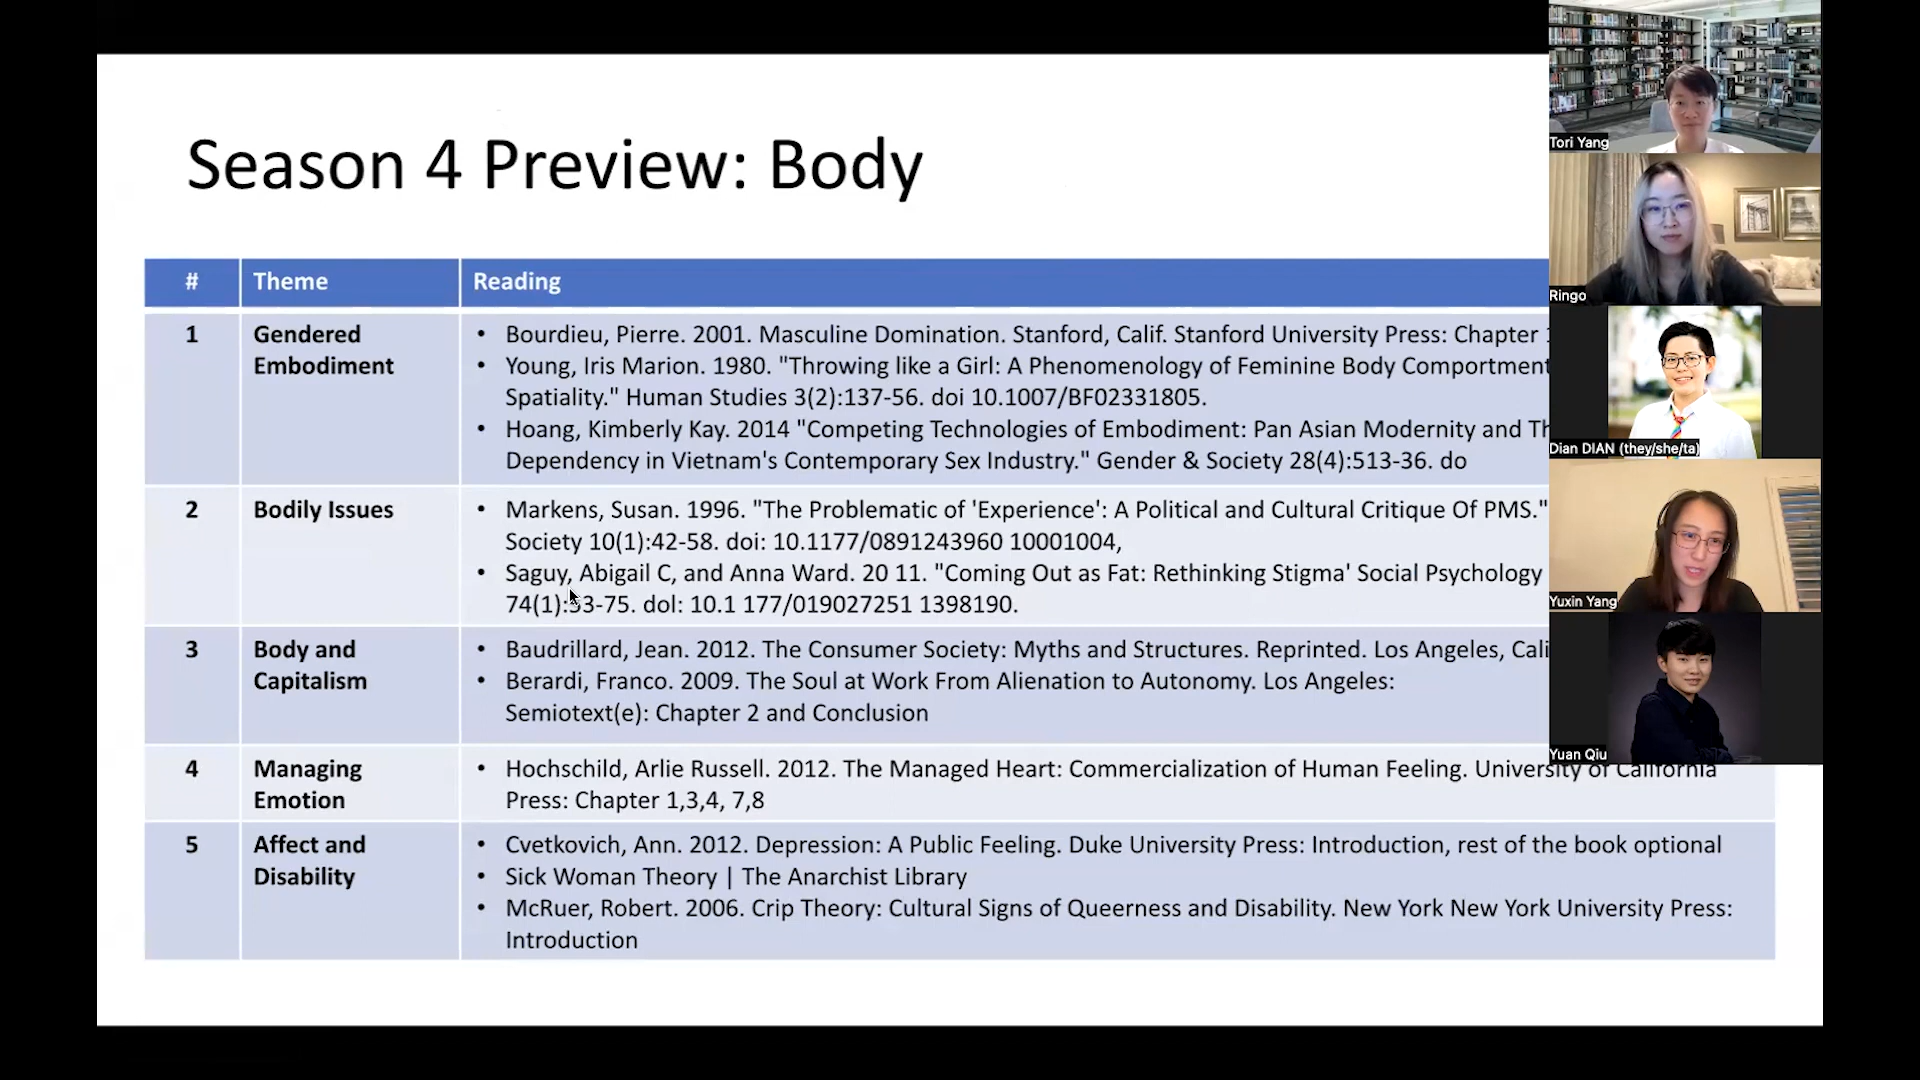 Season 4 Preview: Body
# Theme Reading
1 Gendered Embodiment
• Bourdieu, Pierre. 2001. Masculine Domination. Stanford, Calif. Stanford University Press: Chapter
• Young, Iris Marion. 1980. "Throwing like a Girl: A Phenomenology of Feminine Body Comportment
Spatiality." Human Studies 3(2):137-56. doi 10.1007/BF02331805.
• Hoang, Kimberly Kay. 2014 "Competing Technologies of Embodiment: Pan Asian Modernity and
Dependency in Vietnam's Contemporary Sex Industry." Gender & Society 28(4):513-36. do
2 Bodily Issues
• Markens, Susan. 1996. "The Problematic of 'Experience': A Political and Cultural Critique Of PMS."
Society 10(1):42-58. doi: 10.1177/0891243960 10001004,
• Saguy, Abigail C, and Anna Ward. 20 11. "Coming Out as Fat: Rethinking Stigma' Social Psychology
74(1):53-75. dol: 10.1 177/019027251 1398190.
3 Body and Capitalism
• Baudrillard, Jean. 2012. The Consumer Society: Myths and Structures. Reprinted. Los Angeles, Cali
• Berardi, Franco. 2009. The Soul at Work From Alienation to Autonomy. Los Angeles:
Semiotext(e): Chapter 2 and Conclusion
4 Managing Emotion
• Hochschild, Arlie Russell. 2012. The Managed Heart: Commercialization of Human Feeling. University of California
Press: Chapter 1,3,4, 7,8
5 Affect and Disability
• Cvetkovich, Ann. 2012. Depression: A Public Feeling. Duke University Press: Introduction, rest of the book optional
• Sick Woman Theory | The Anarchist Library
• McRuer, Robert. 2006. Crip Theory: Cultural Signs of Queerness and Disability. New York New York University Press:
Introduction
Tori Yang
Ringo
Dian DIAN (they/she/ta)
Yuxin Yang
Yuan Qiu